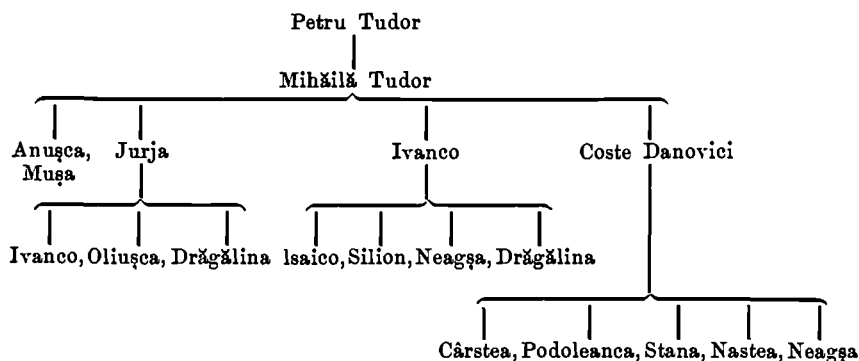 Petru Tudor
Mihăilă Tudor
Anușca, Jurja Ivanco Coste Danovici
Mușa
Ivanco, Oliușca, Drăgălina Isaico, Silion, Neagșa, Drăgălina
Cârstea, Podoleanca, Stana, Nastea, Neagșa